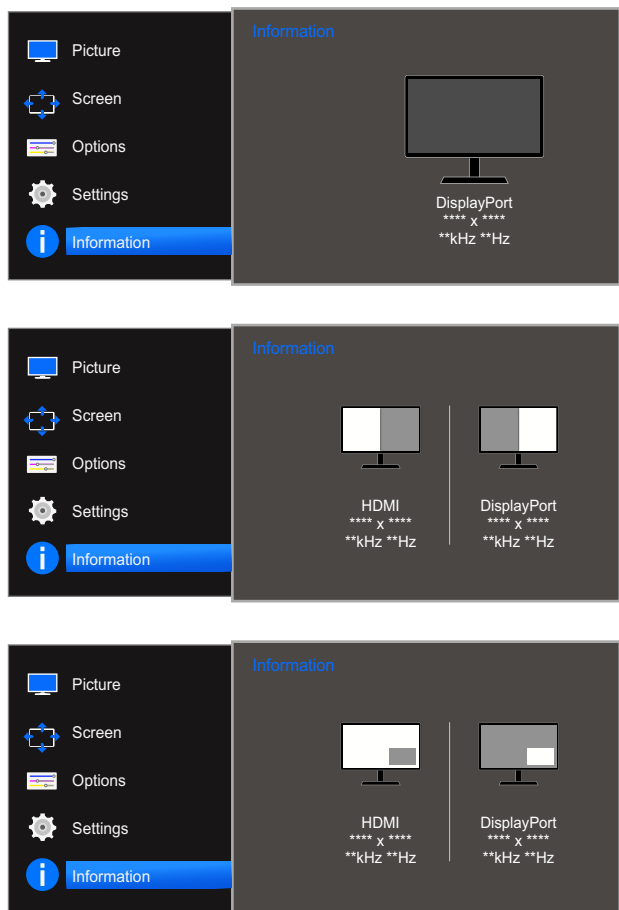 Information
Picture
Screen
Options
Settings
Information
DisplayPort
**** x ****
**kHz **Hz
Information
Picture
Screen
Options
Settings
Information
HDMI
**** x ****
**kHz **Hz
DisplayPort
**** x ****
**kHz **Hz
Information
Picture
Screen
Options
Settings
Information
HDMI
**** x ****
**kHz **Hz
DisplayPort
**** x ****
**kHz **Hz